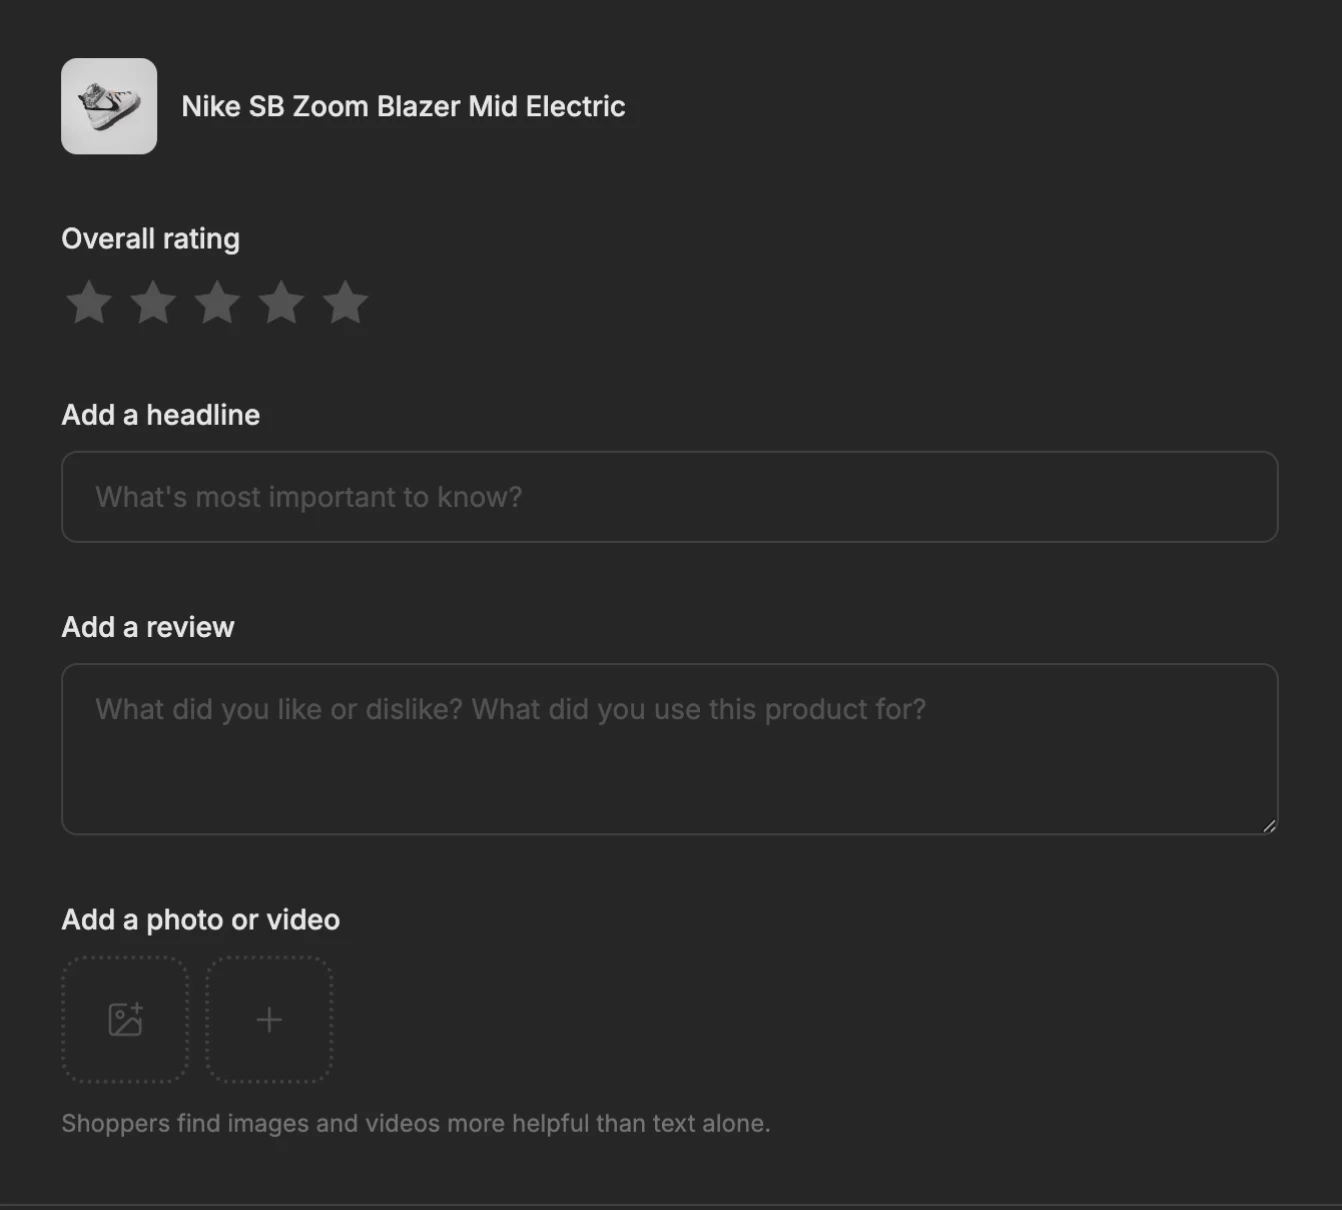 Nike SB Zoom Blazer Mid Electric
Overall rating
Add a headline
What's most important to know?
Add a review
What did you like or dislike? What did you use this product for?
Add a photo or video
Shoppers find images and videos more helpful than text alone.